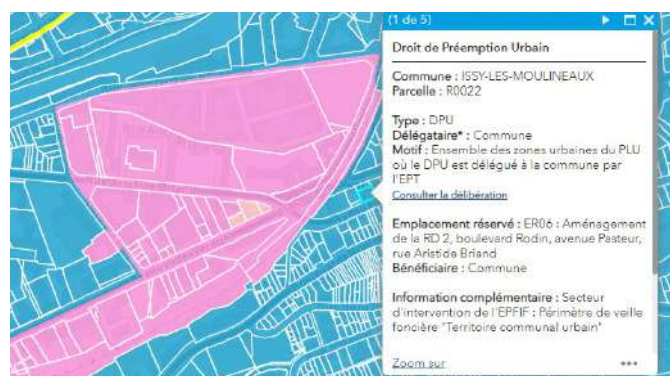 (1 de 5)
Droit de Préemption Urbain
Commune : ISSY-LES-MOULINEAUX
Parcelle : R0022
Type : DPU
Délégataire* : Commune
Motif : Ensemble des zones urbaines du PLU
où le DPU est délégué à la commune par
l'EPT
Consulter la délibération
Emplacement réservé : ER06 : Aménagement
de la RD 2, boulevard Rodin, avenue Pasteur,
rue Aristide Briand
Bénéficiaire : Commune
Information complémentaire : Secteur
d'intervention de l'EPFIF : Périmètre de veille
foncière "Territoire communal urbain"
Zoom sur